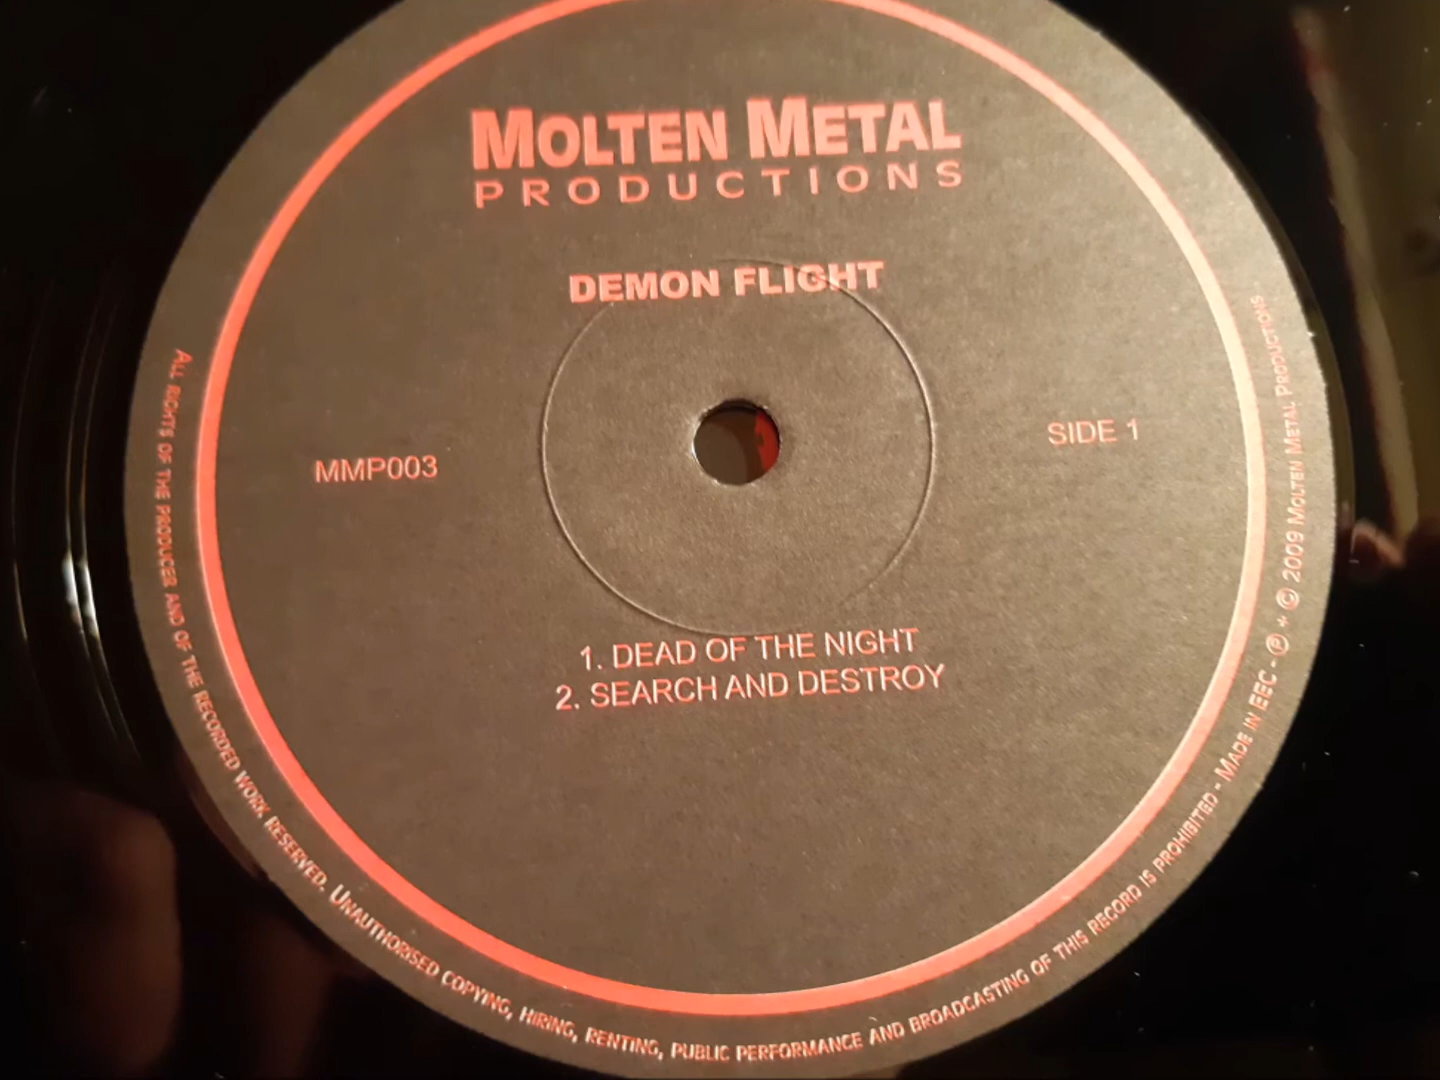 MOLTEN METAL
PRODUCTIONS
DEMON FLIGHT
MMP003
SIDE 1
1. DEAD OF THE NIGHT
2. SEARCH AND DESTROY
ALL RIGHTS OF THE PRODUCER AND OF THE RECORDED WORK RESERVED. UNAUTHORISED COPYING, HIRING, RENTING, PUBLIC PERFORMANCE AND BROADCASTING OF THIS RECORD IS PROHIBITED - MADE IN EEC - ℗ + © 2009 MOLTEN METAL PRODUCTIONS.